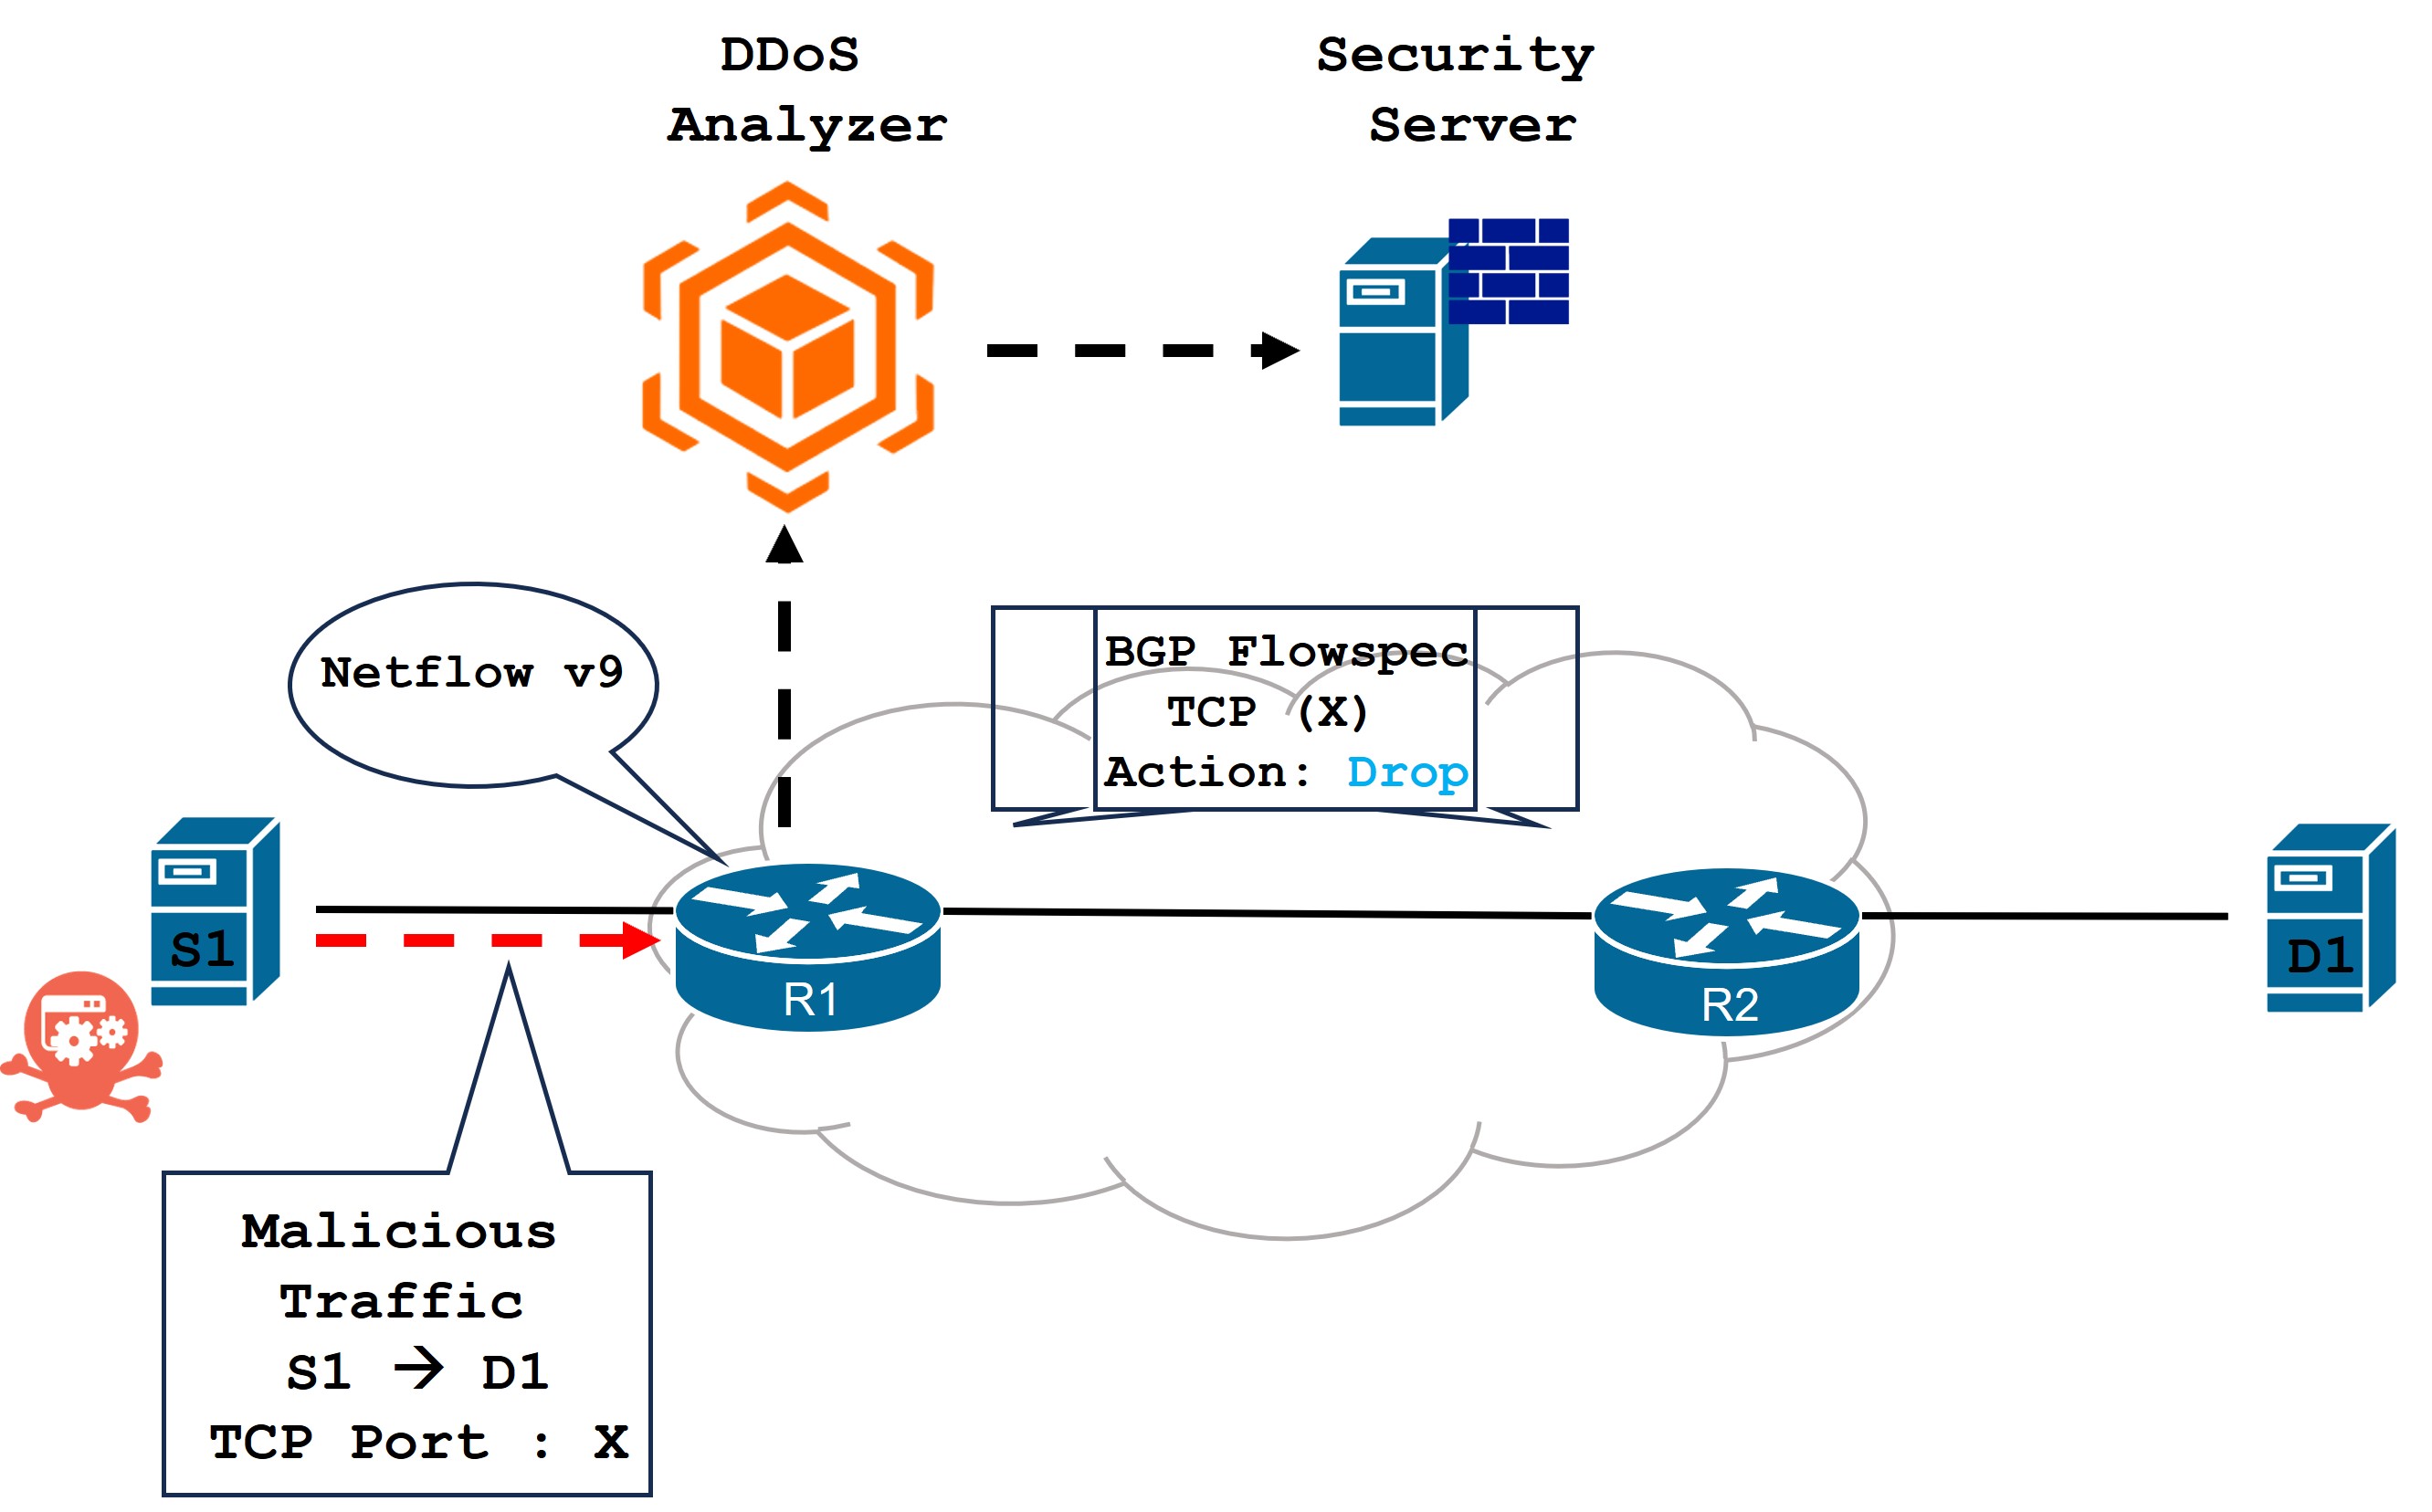 DDoS
Analyzer
Security
Server
Netflow v9
BGP Flowspec
TCP (X)
Action: Drop
S1
R1
R2
D1
Malicious
Traffic
S1 → D1
TCP Port : X